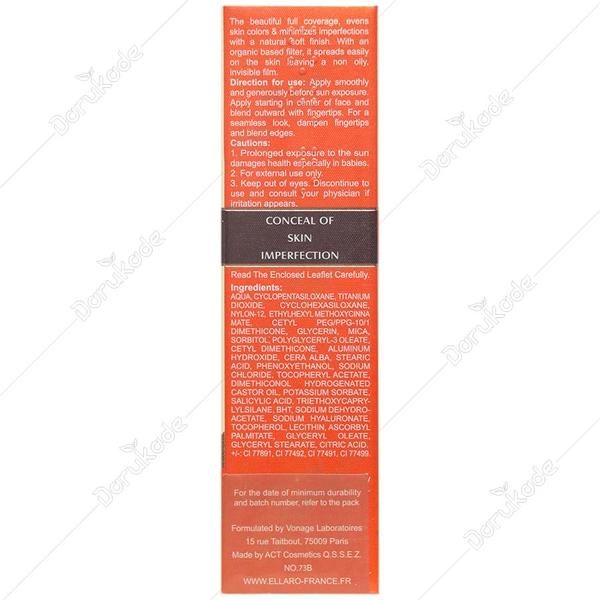 The beautiful full coverage, evens
skin colors & minimizes imperfections
with a natural soft finish. With an
organic based filter, it spreads easily
on the skin leaving a non oily,
invisible film.
Direction for use: Apply smoothly
and generously before sun exposure.
Apply starting in center of face and
blend outward with fingertips. For a
seamless look, dampen fingertips
and blend edges.
Cautions:
1. Prolonged exposure to the sun
damages health especially in babies.
2. For external use only.
3. Keep out of eyes. Discontinue to
use and consult your physician if
irritation appears.
CONCEAL OF
SKIN
IMPERFECTION
Read The Enclosed Leaflet Carefully.
Ingredients:
AQUA, CYCLOPENTASILOXANE, TITANIUM
DIOXIDE, CYCLOHEXASILOXANE,
NYLON-12, ETHYLHEXYL METHOXYCINNA
MATE, CETYL PEG/PPG-10/1
DIMETHICONE, GLYCERIN, MICA,
SORBITOL, POLYGLYCERYL-3 OLEATE,
CETYL DIMETHICONE, ALUMINUM
HYDROXIDE, CERA ALBA, STEARIC
ACID, PHENOXYETHANOL, SODIUM
CHLORIDE, TOCOPHERYL ACETATE,
DIMETHICONOL HYDROGENATED
CASTOR OIL, POTASSIUM SORBATE,
SALICYLIC ACID, TRIETHOXYCAPRY-
LYLSILANE, BHT, SODIUM DEHYDRO-
ACETATE, SODIUM HYALURONATE,
TOCOPHEROL, LECITHIN, ASCORBYL
PALMITATE, GLYCERYL OLEATE,
GLYCERYL STEARATE, CITRIC ACID.
+/-: CI 77891, CI 77492, CI 77491, CI 77499.
For the date of minimum durability
and batch number, refer to the pack
Formulated by Vonage Laboratoires
15 rue Taitbout, 75009 Paris
Made by ACT Cosmetics Q.S.S.E.Z.
NO.73B
WWW.ELLARO-FRANCE.FR
Dorukade
Dorukade
Dorukade
Dorukade
Dorukade
Dorukade
Dorukade
Dorukade